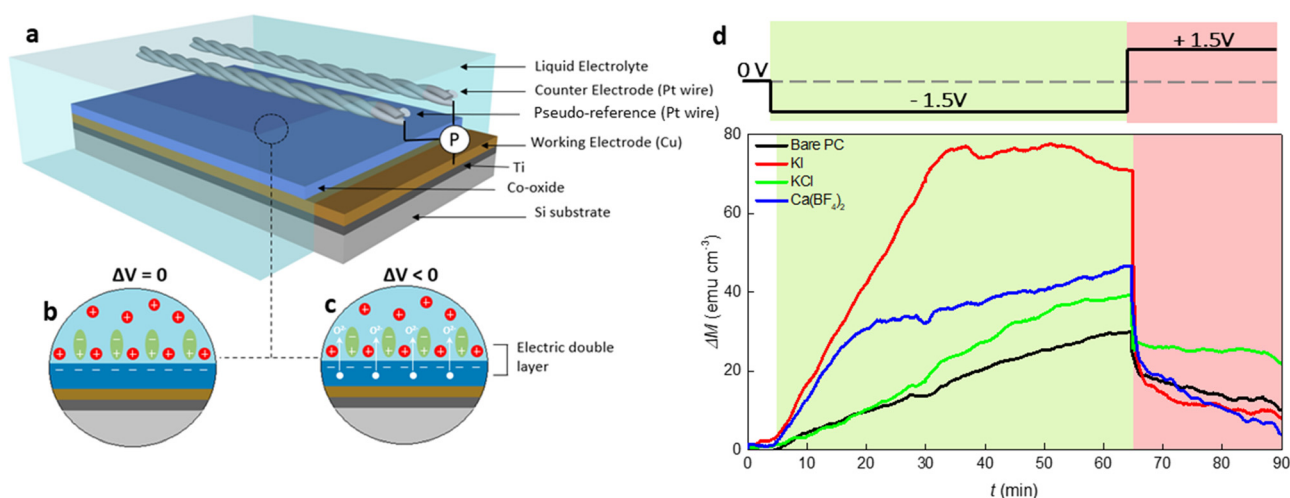 a
Liquid Electrolyte
Counter Electrode (Pt wire)
Pseudo-reference (Pt wire)
P
Working Electrode (Cu)
Ti
Co-oxide
Si substrate
ΔV = 0
ΔV < 0
b
c
O²⁻ O²⁻ O²⁻ O²⁻
Electric double
layer
d
+ 1.5V
0 V
- 1.5V
80
60
40
20
0
ΔM (emu cm⁻³)
Bare PC
KI
KCl
Ca(BF₄)₂
0 10 20 30 40 50 60 70 80 90
t (min)